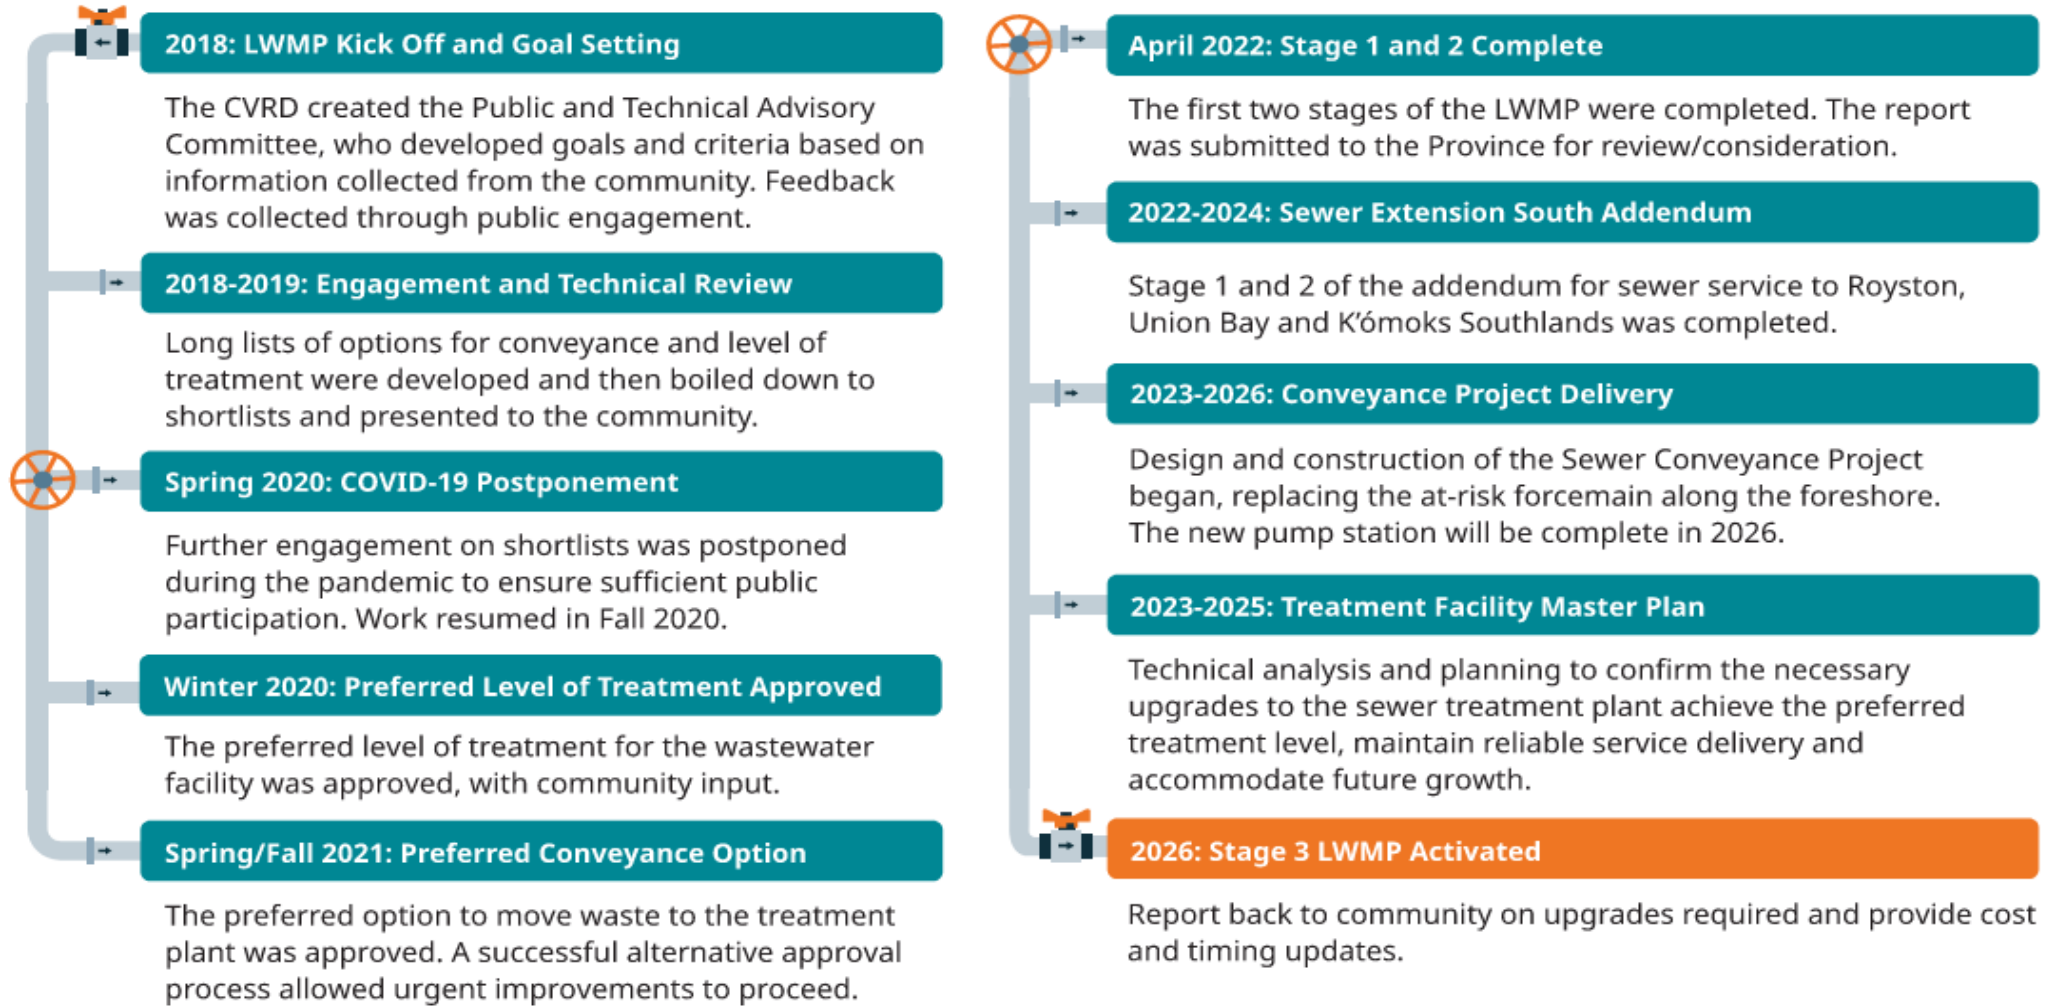 2018: LWMP Kick Off and Goal Setting
The CVRD created the Public and Technical Advisory
Committee, who developed goals and criteria based on
information collected from the community. Feedback
was collected through public engagement.
2018-2019: Engagement and Technical Review
Long lists of options for conveyance and level of
treatment were developed and then boiled down to
shortlists and presented to the community.
Spring 2020: COVID-19 Postponement
Further engagement on shortlists was postponed
during the pandemic to ensure sufficient public
participation. Work resumed in Fall 2020.
Winter 2020: Preferred Level of Treatment Approved
The preferred level of treatment for the wastewater
facility was approved, with community input.
Spring/Fall 2021: Preferred Conveyance Option
The preferred option to move waste to the treatment
plant was approved. A successful alternative approval
process allowed urgent improvements to proceed.
April 2022: Stage 1 and 2 Complete
The first two stages of the LWMP were completed. The report
was submitted to the Province for review/consideration.
2022-2024: Sewer Extension South Addendum
Stage 1 and 2 of the addendum for sewer service to Royston,
Union Bay and K’ómoks Southlands was completed.
2023-2026: Conveyance Project Delivery
Design and construction of the Sewer Conveyance Project
began, replacing the at-risk forcemain along the foreshore.
The new pump station will be complete in 2026.
2023-2025: Treatment Facility Master Plan
Technical analysis and planning to confirm the necessary
upgrades to the sewer treatment plant achieve the preferred
treatment level, maintain reliable service delivery and
accommodate future growth.
2026: Stage 3 LWMP Activated
Report back to community on upgrades required and provide cost
and timing updates.